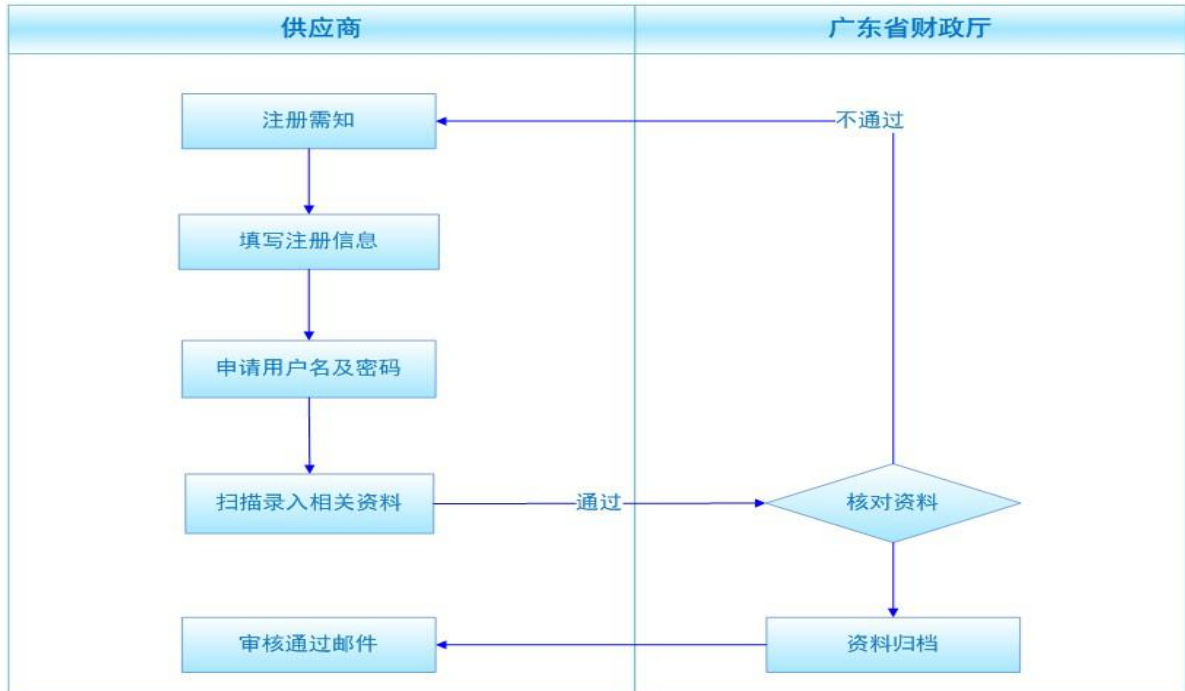 供应商
广东省财政厅
注册需知
不通过
填写注册信息
申请用户名及密码
扫描录入相关资料
通过
核对资料
审核通过邮件
资料归档